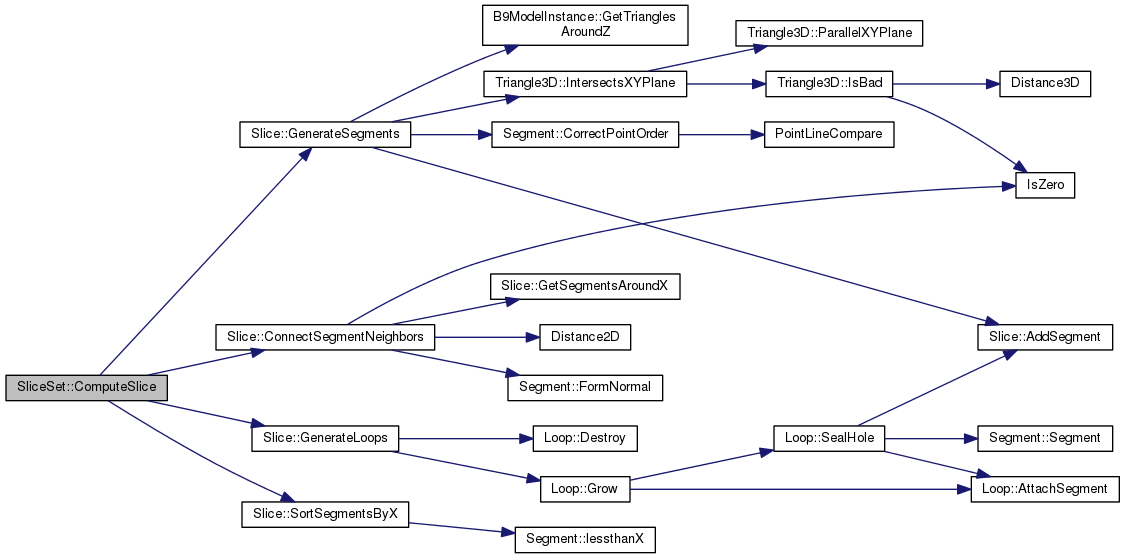 B9ModelInstance::GetTriangles
AroundZ
Triangle3D::ParallelXYPlane
Triangle3D::IntersectsXYPlane
Triangle3D::IsBad
Distance3D
Slice::GenerateSegments
Segment::CorrectPointOrder
PointLineCompare
IsZero
Slice::GetSegmentsAroundX
Slice::ConnectSegmentNeighbors
Distance2D
Slice::AddSegment
SliceSet::ComputeSlice
Segment::FormNormal
Slice::GenerateLoops
Loop::Destroy
Loop::SealHole
Segment::Segment
Loop::Grow
Loop::AttachSegment
Slice::SortSegmentsByX
Segment::lessthanX